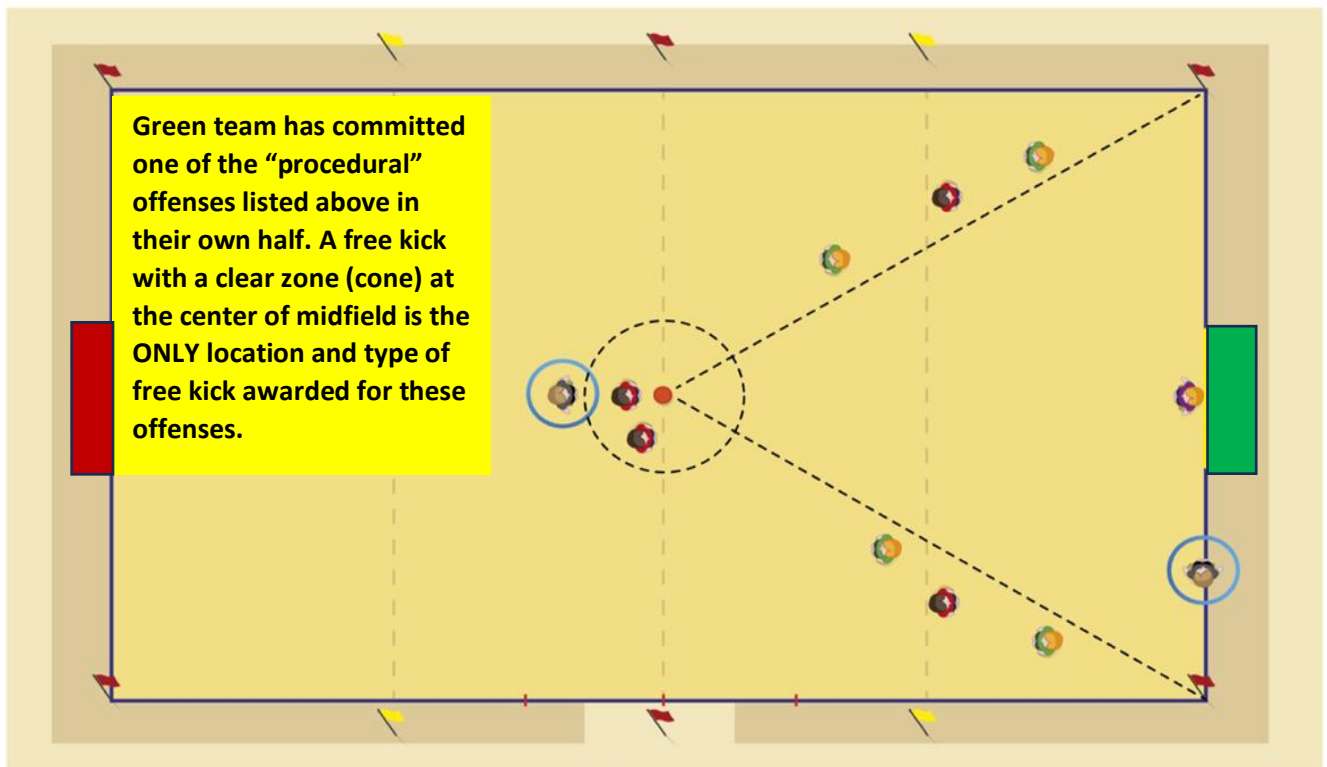 Green team has committed
one of the “procedural”
offenses listed above in
their own half. A free kick
with a clear zone (cone) at
the center of midfield is the
ONLY location and type of
free kick awarded for these
offenses.